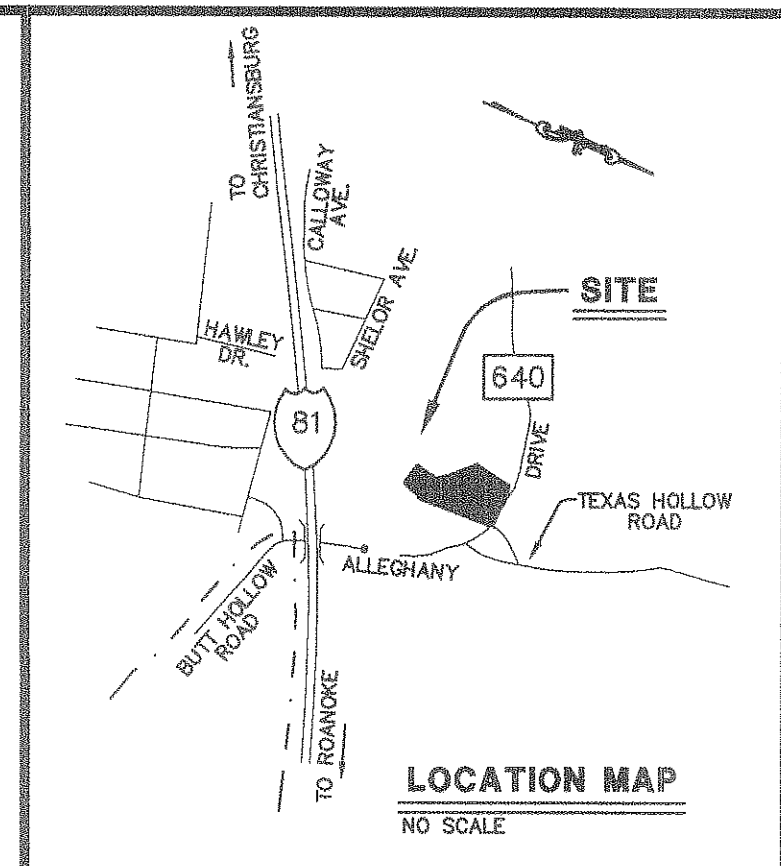 TO
CHRISTIANSBURG
CALLOWAY
AVE.
SHELOR AVE.
HAWLEY
DR.
SITE
640
81
DRIVE
TEXAS HOLLOW
ROAD
ALLEGHANY
BUTT HOLLOW
ROAD
TO ROANOKE
LOCATION MAP
NO SCALE